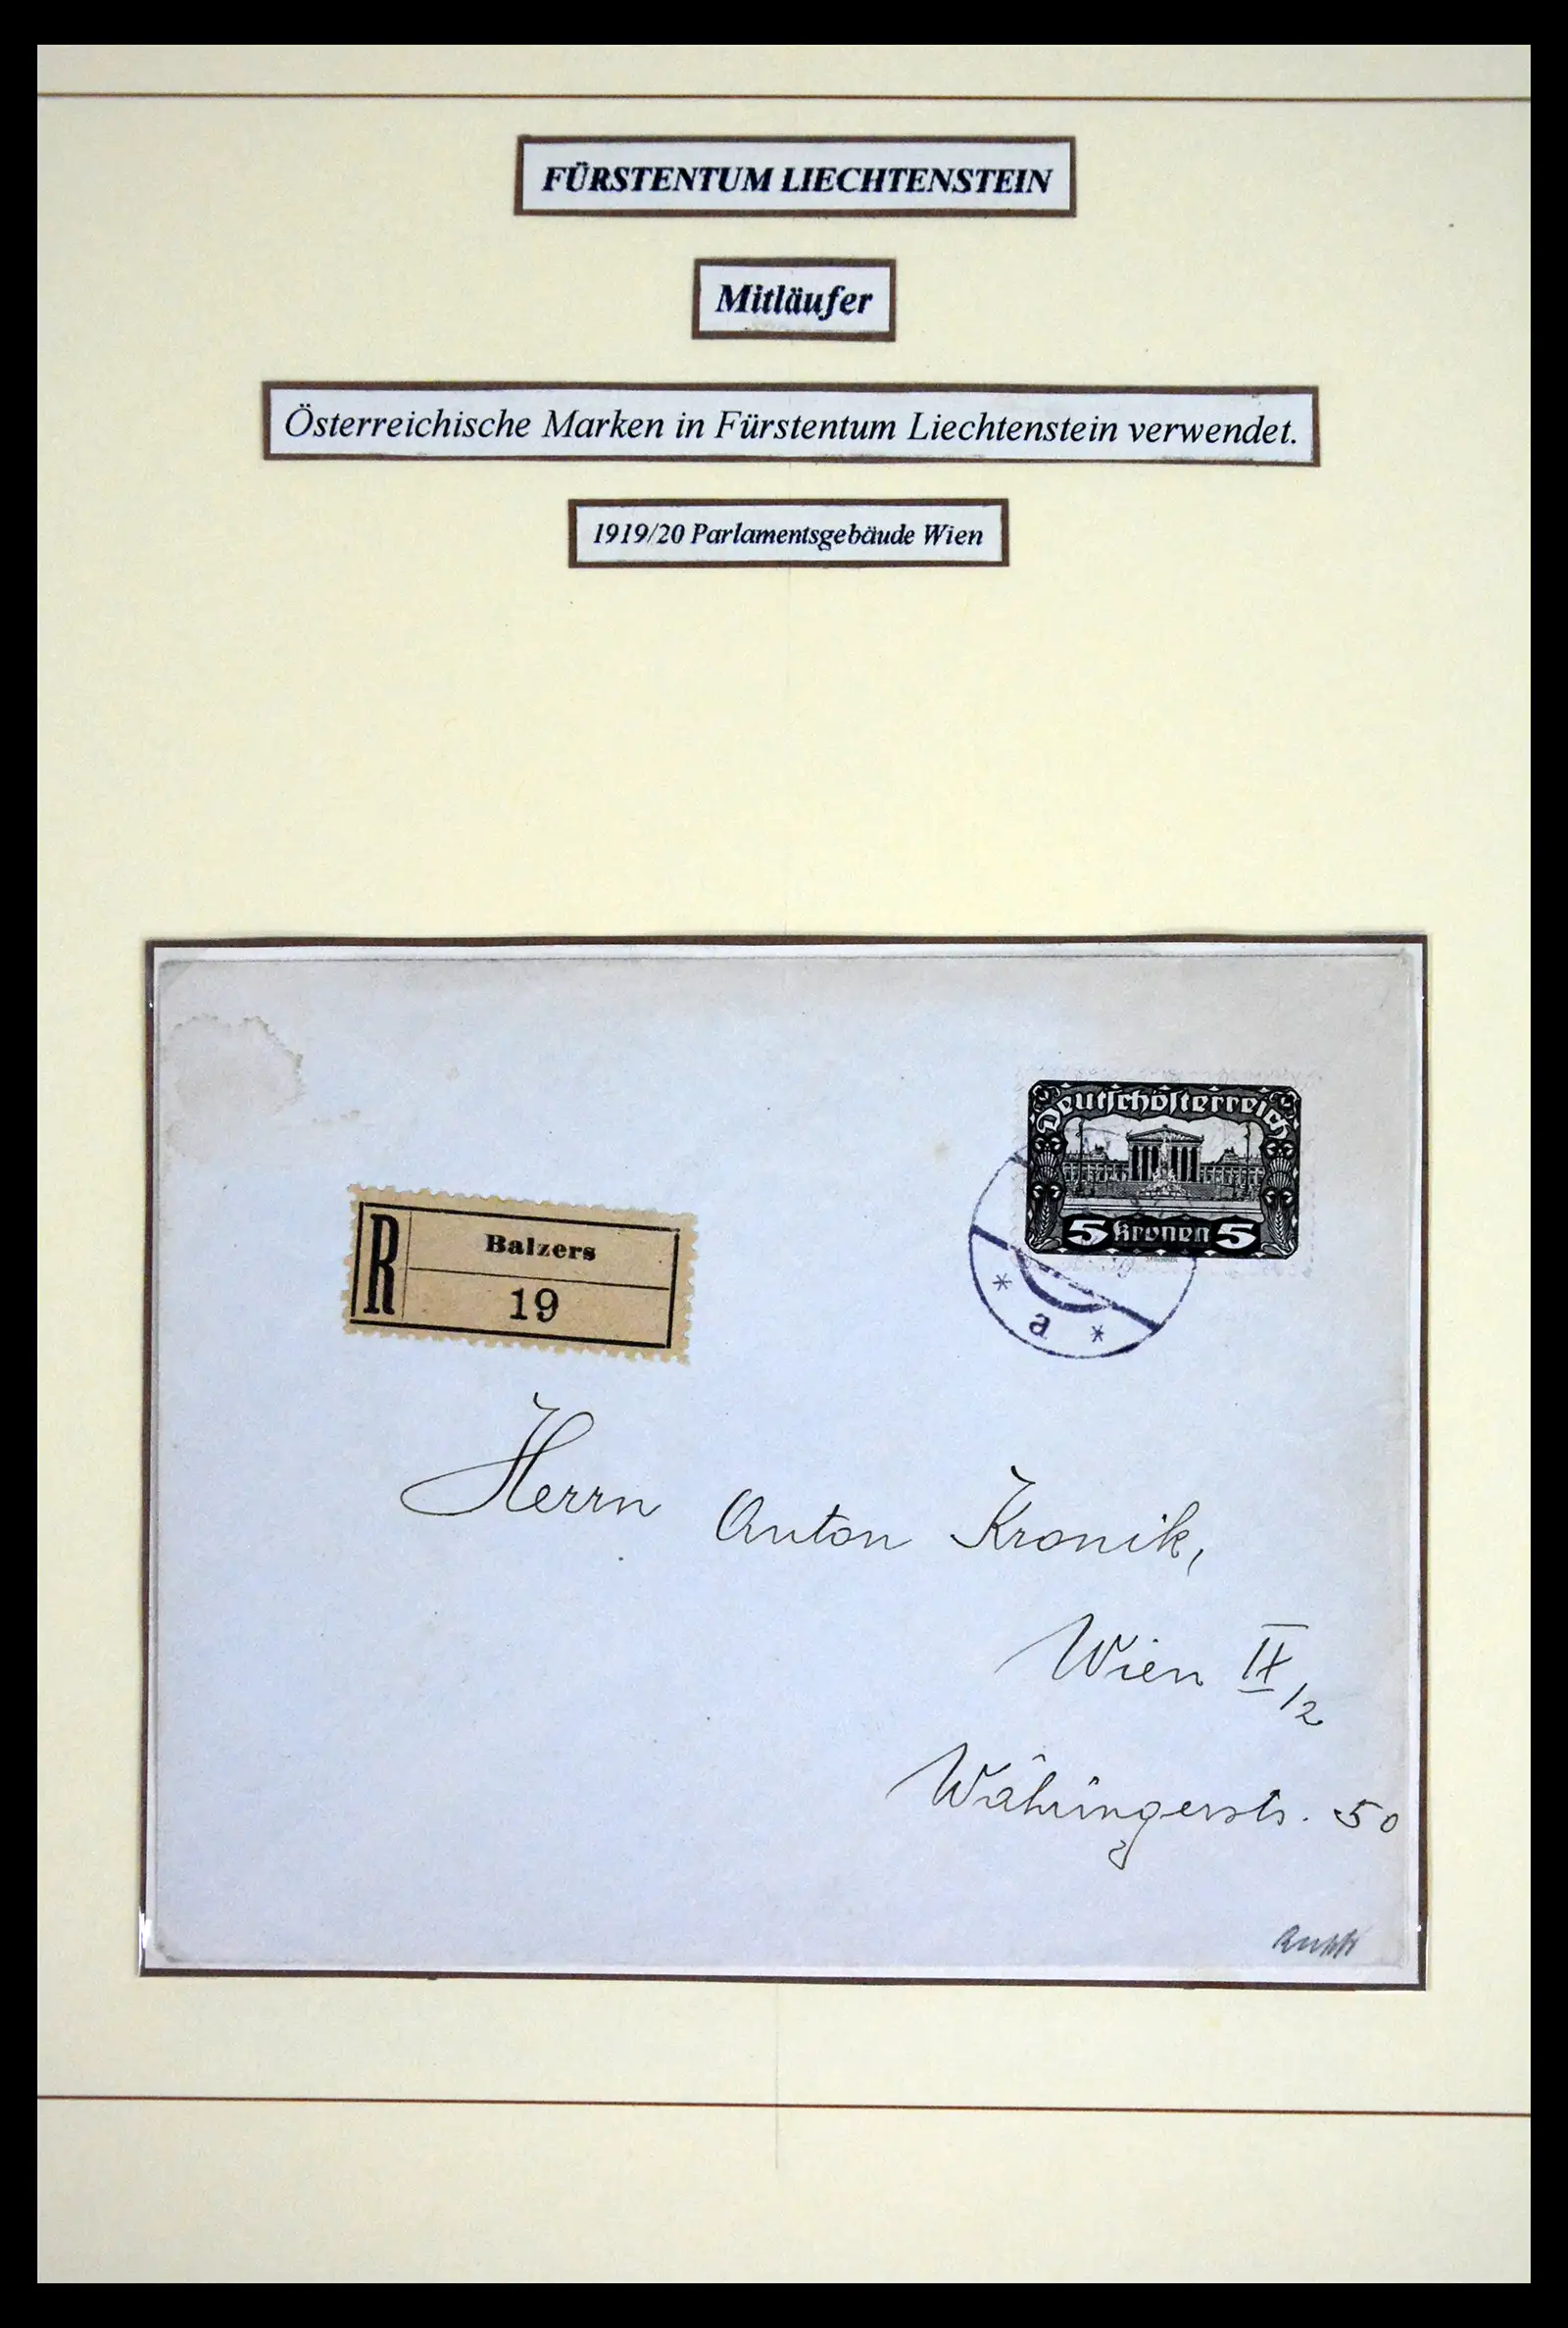 FÜRSTENTUM LIECHTENSTEIN
Mitläufer
Österreichische Marken in Fürstentum Liechtenstein verwendet.
1919/20 Parlamentsgebäude Wien
Deutschösterreich
5 Kronen 5
R Balzers
19
* a *
Herrn Anton Kronik,
Wien IX/2
Währingerstr. 50